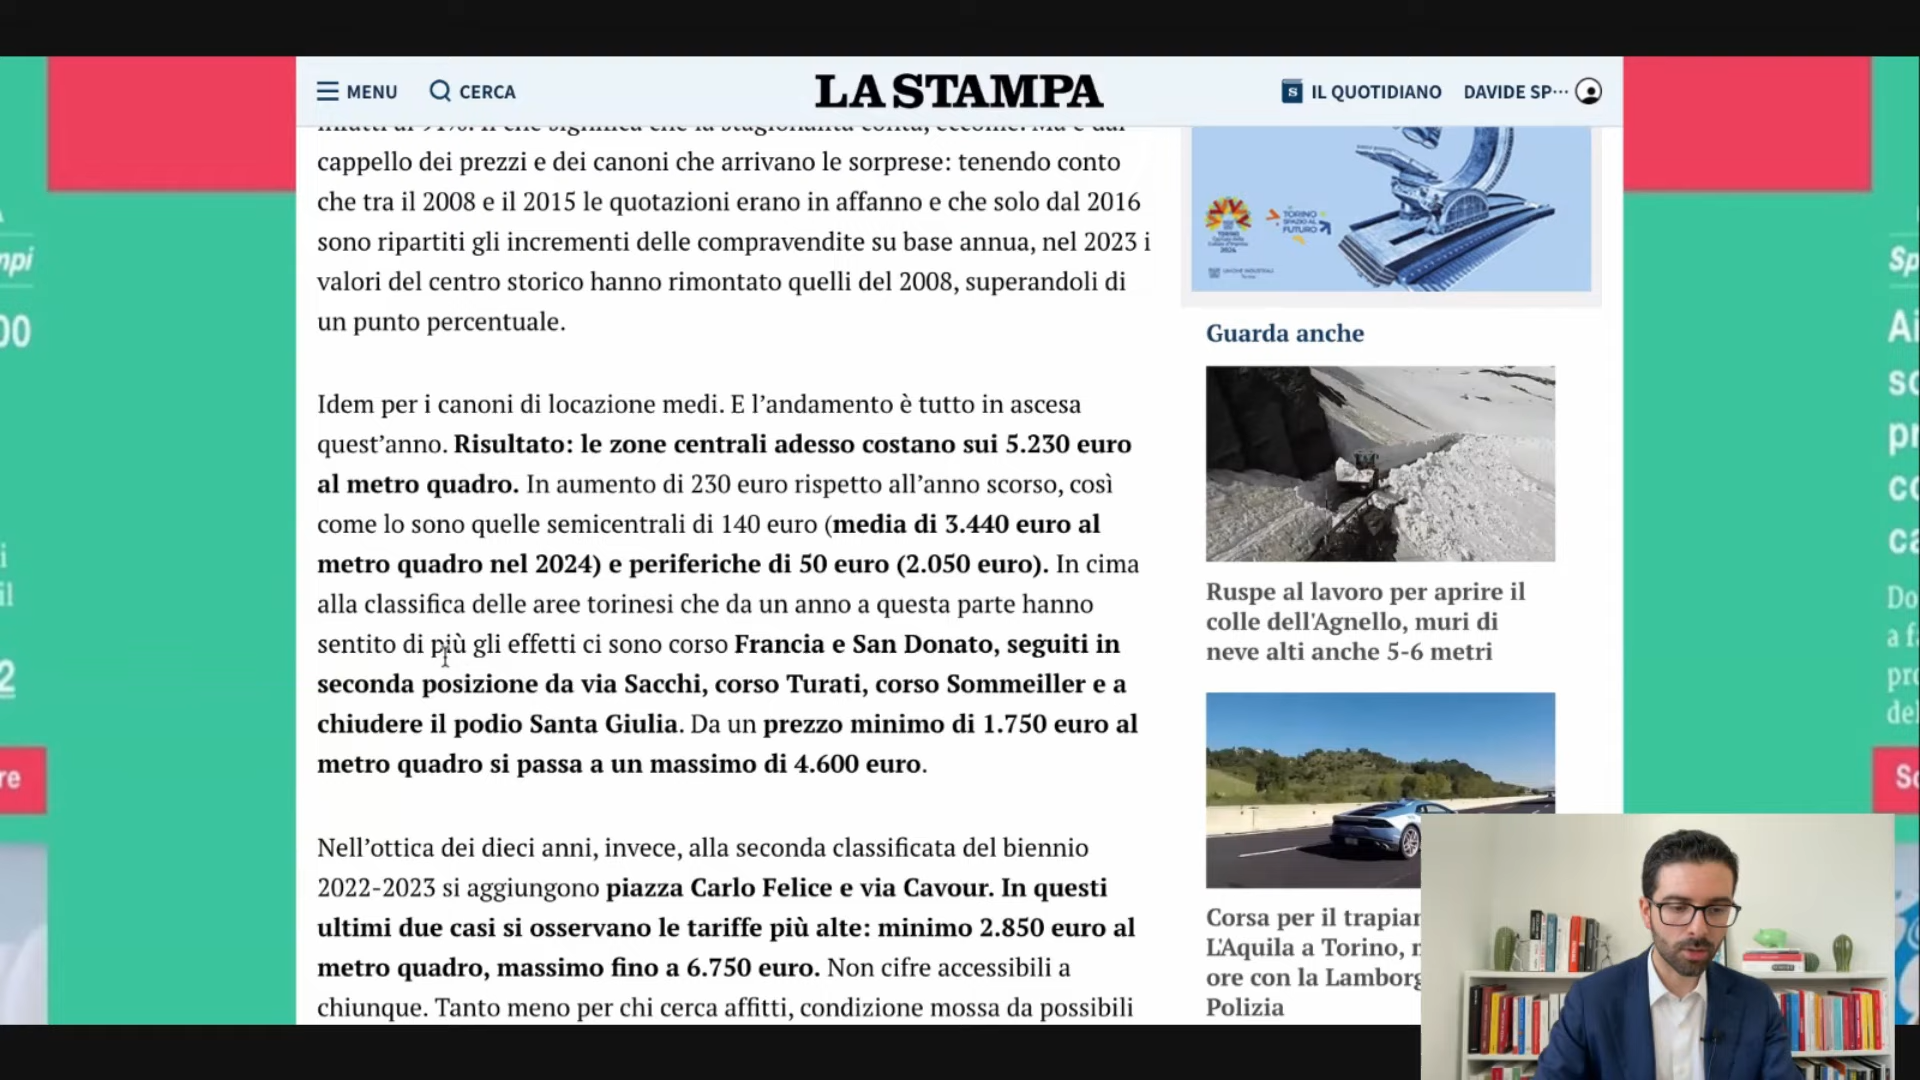 MENU
CERCA
LA STAMPA
IL QUOTIDIANO
DAVIDE SP···
cappello dei prezzi e dei canoni che arrivano le sorprese: tenendo conto
che tra il 2008 e il 2015 le quotazioni erano in affanno e che solo dal 2016
sono ripartiti gli incrementi delle compravendite su base annua, nel 2023 i
valori del centro storico hanno rimontato quelli del 2008, superandoli di
un punto percentuale.
Idem per i canoni di locazione medi. E l’andamento è tutto in ascesa
quest’anno. Risultato: le zone centrali adesso costano sui 5.230 euro
al metro quadro. In aumento di 230 euro rispetto all’anno scorso, così
come lo sono quelle semicentrali di 140 euro (media di 3.440 euro al
metro quadro nel 2024) e periferiche di 50 euro (2.050 euro). In cima
alla classifica delle aree torinesi che da un anno a questa parte hanno
sentito di più gli effetti ci sono corso Francia e San Donato, seguiti in
seconda posizione da via Sacchi, corso Turati, corso Sommeiller e a
chiudere il podio Santa Giulia. Da un prezzo minimo di 1.750 euro al
metro quadro si passa a un massimo di 4.600 euro.
Nell’ottica dei dieci anni, invece, alla seconda classificata del biennio
2022-2023 si aggiungono piazza Carlo Felice e via Cavour. In questi
ultimi due casi si osservano le tariffe più alte: minimo 2.850 euro al
metro quadro, massimo fino a 6.750 euro. Non cifre accessibili a
chiunque. Tanto meno per chi cerca affitti, condizione mossa da possibili
TORINO
SPAZIO AL
FUTURO
Guarda anche
Ruspe al lavoro per aprire il
colle dell'Agnello, muri di
neve alti anche 5-6 metri
Corsa per il trapian
L'Aquila a Torino,
ore con la Lamborg
Polizia